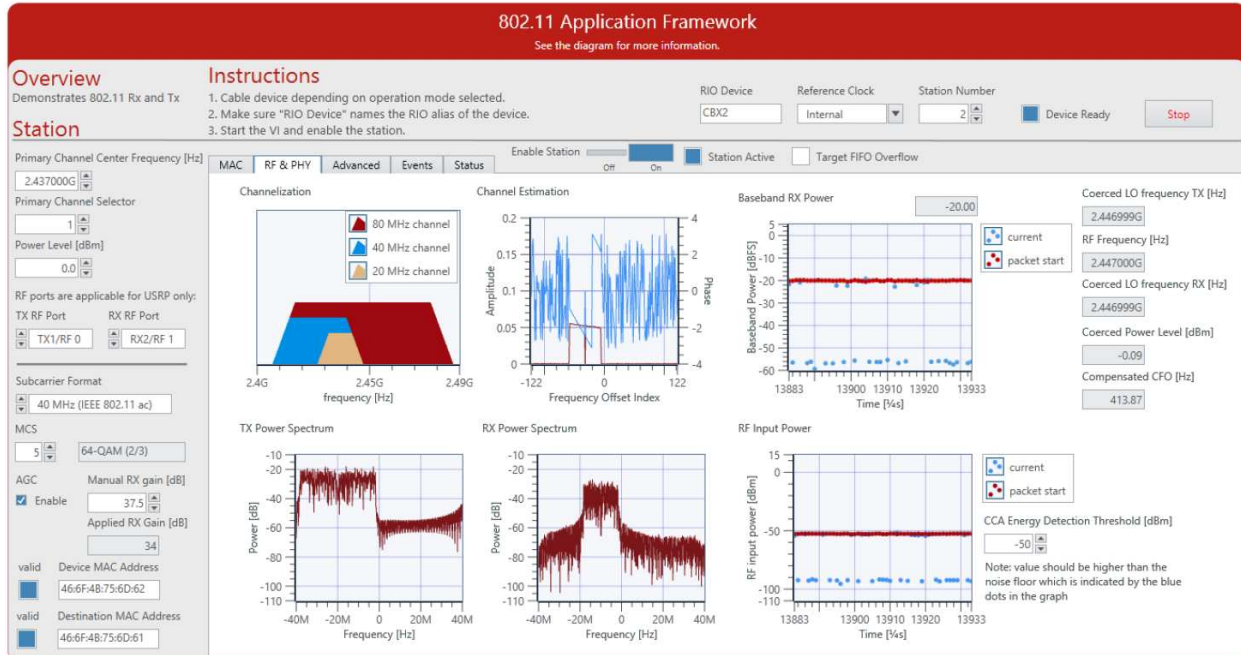 802.11 Application Framework
See the diagram for more information.
Overview
Demonstrates 802.11 Rx and Tx
Instructions
1. Cable device depending on operation mode selected.
2. Make sure "RIO Device" names the RIO alias of the device.
3. Start the VI and enable the station.
RIO Device
CBX2
Reference Clock
Internal
Station Number
2
Device Ready
Stop
Station
Primary Channel Center Frequency [Hz]
2.437000G
Primary Channel Selector
1
Power Level [dBm]
0.0
RF ports are applicable for USRP only:
TX RF Port
RX RF Port
TX1/RF 0
RX2/RF 1
Subcarrier Format
40 MHz (IEEE 802.11 ac)
MCS
5
64-QAM (2/3)
AGC
Enable
Manual RX gain [dB]
37.5
Applied RX Gain [dB]
34
valid
Device MAC Address
46:6F:4B:75:6D:62
valid
Destination MAC Address
46:6F:4B:75:6D:61
MAC
RF & PHY
Advanced
Events
Status
Enable Station
Off
On
Station Active
Target FIFO Overflow
Channelization
80 MHz channel
40 MHz channel
20 MHz channel
2.4G
2.45G
2.49G
frequency [Hz]
Channel Estimation
0.2
0.15
0.1
0.05
0
Amplitude
4
2
0
-2
-4
Phase
-122
0
122
Frequency Offset Index
Baseband RX Power
-20.00
5
0
-10
-20
-30
-40
-50
-60
Baseband Power [dBFS]
13883
13900
13910
13920
13933
Time [¼s]
current
packet start
Coerced LO frequency TX [Hz]
2.446999G
RF Frequency [Hz]
2.447000G
Coerced LO frequency RX [Hz]
2.446999G
Coerced Power Level [dBm]
-0.09
Compensated CFO [Hz]
413.87
TX Power Spectrum
-10
-20
-40
-60
-80
-100
-110
Power [dB]
-40M
-20M
0
20M
40M
Frequency [Hz]
RX Power Spectrum
-10
-20
-40
-60
-80
-100
-110
Power [dB]
-40M
-20M
0
20M
40M
Frequency [Hz]
RF Input Power
15
0
-50
-100
-110
RF input power [dBm]
13883
13900
13910
13920
13933
Time [¼s]
current
packet start
CCA Energy Detection Threshold [dBm]
-50
Note: value should be higher than the
noise floor which is indicated by the blue
dots in the graph